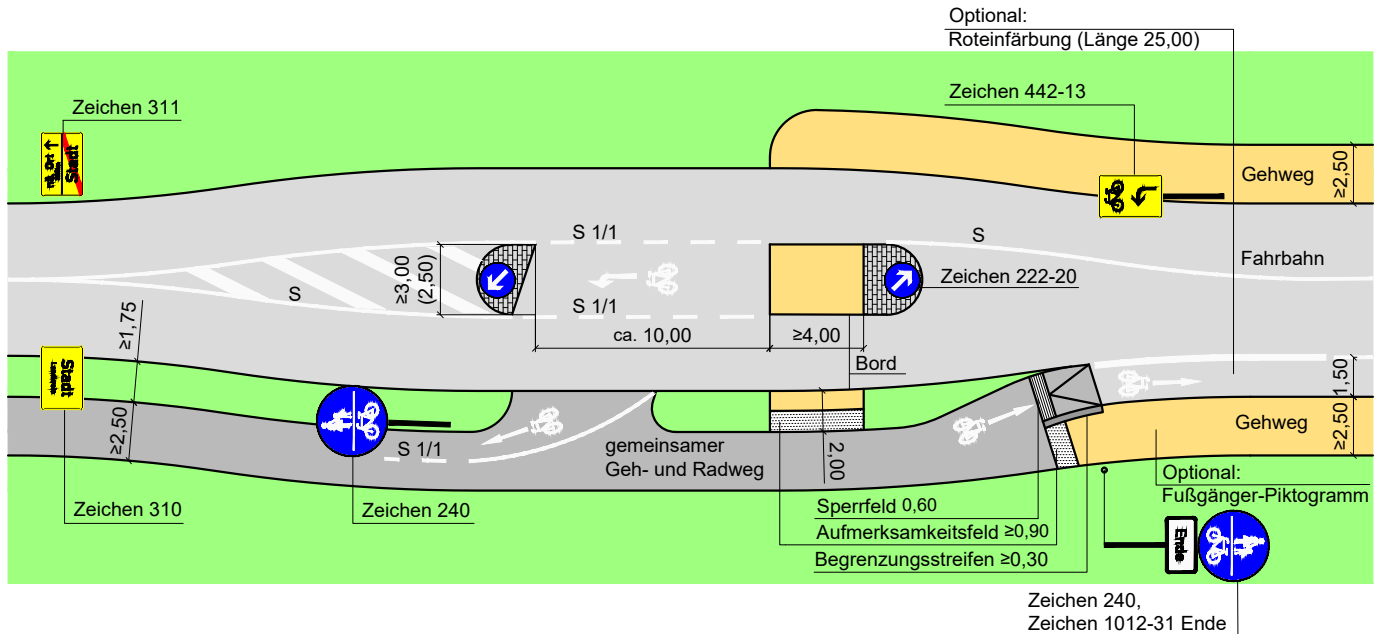 Optional:
Roteinfärbung (Länge 25,00)
Zeichen 311
Zeichen 442-13
Stadt
Gehweg
≥2,50
S 1/1
S
Fahrbahn
≥3,00
(2,50)
S
Zeichen 222-20
S 1/1
≥1,75
ca. 10,00
≥4,00
Bord
Stadt
1,50
≥2,50
S 1/1
gemeinsamer
Geh- und Radweg
2,00
Gehweg
≥2,50
Optional:
Fußgänger-Piktogramm
Zeichen 310
Zeichen 240
Sperrfeld 0,60
Aufmerksamkeitsfeld ≥0,90
Begrenzungsstreifen ≥0,30
Ende
Zeichen 240,
Zeichen 1012-31 Ende